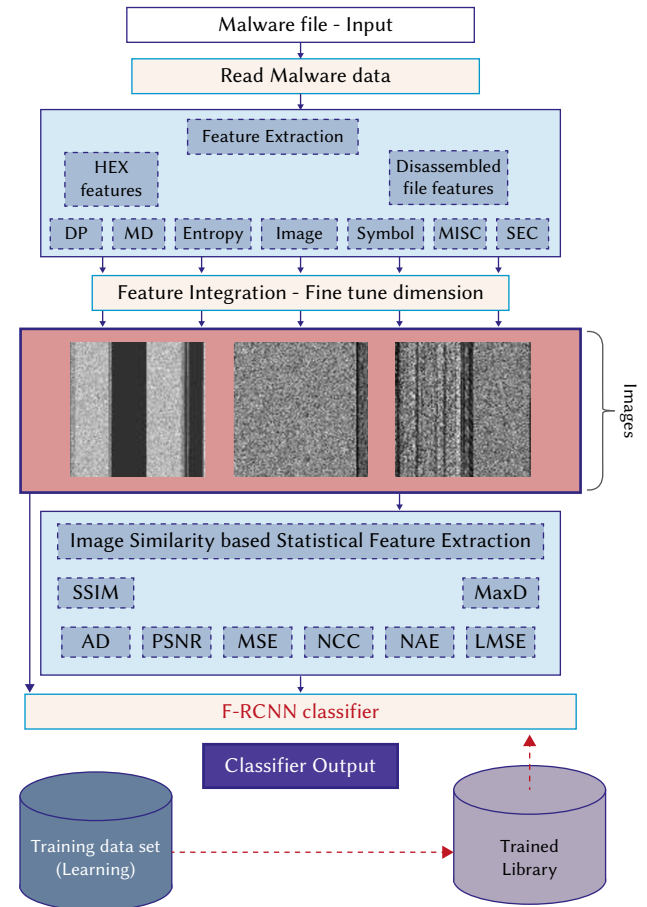 Malware file - Input
Read Malware data
Feature Extraction
HEX
features
Disassembled
file features
DP
MD
Entropy
Image
Symbol
MISC
SEC
Feature Integration - Fine tune dimension
Images
Image Similarity based Statistical Feature Extraction
SSIM
MaxD
AD
PSNR
MSE
NCC
NAE
LMSE
F-RCNN classifier
Classifier Output
Training data set
(Learning)
Trained
Library